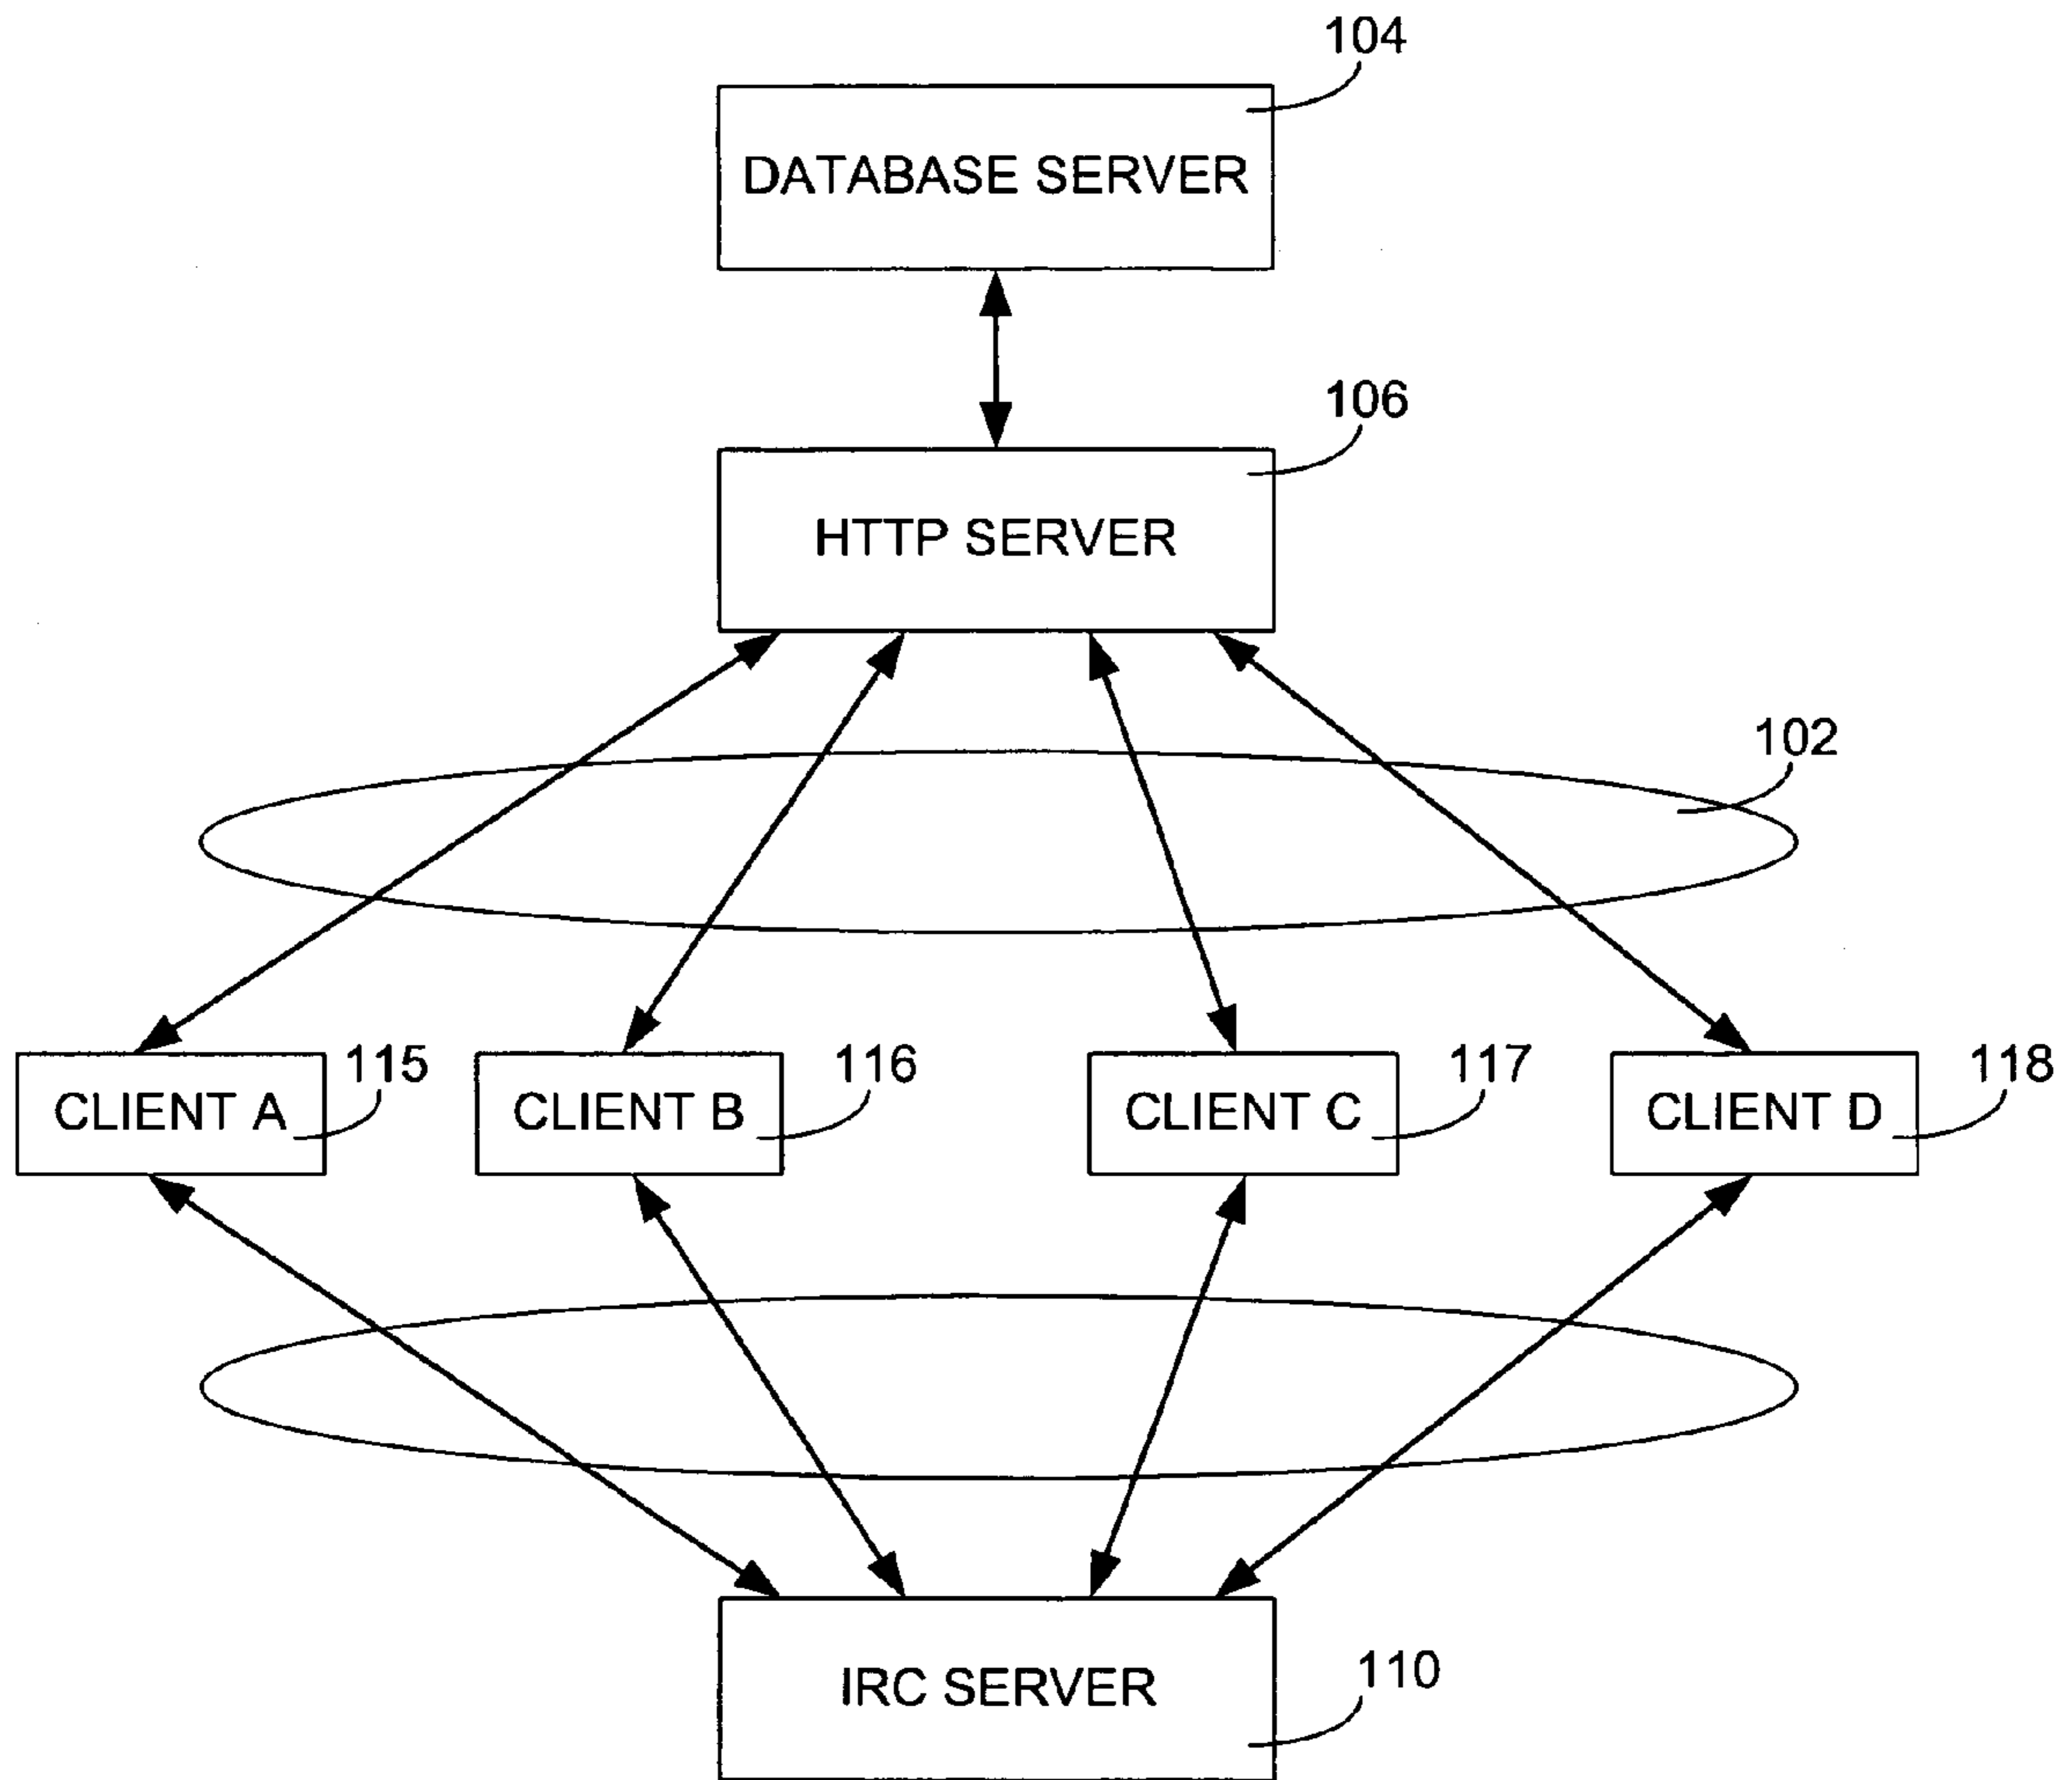 104
DATABASE SERVER
106
HTTP SERVER
102
CLIENT A
115
CLIENT B
116
CLIENT C
117
CLIENT D
118
IRC SERVER
110